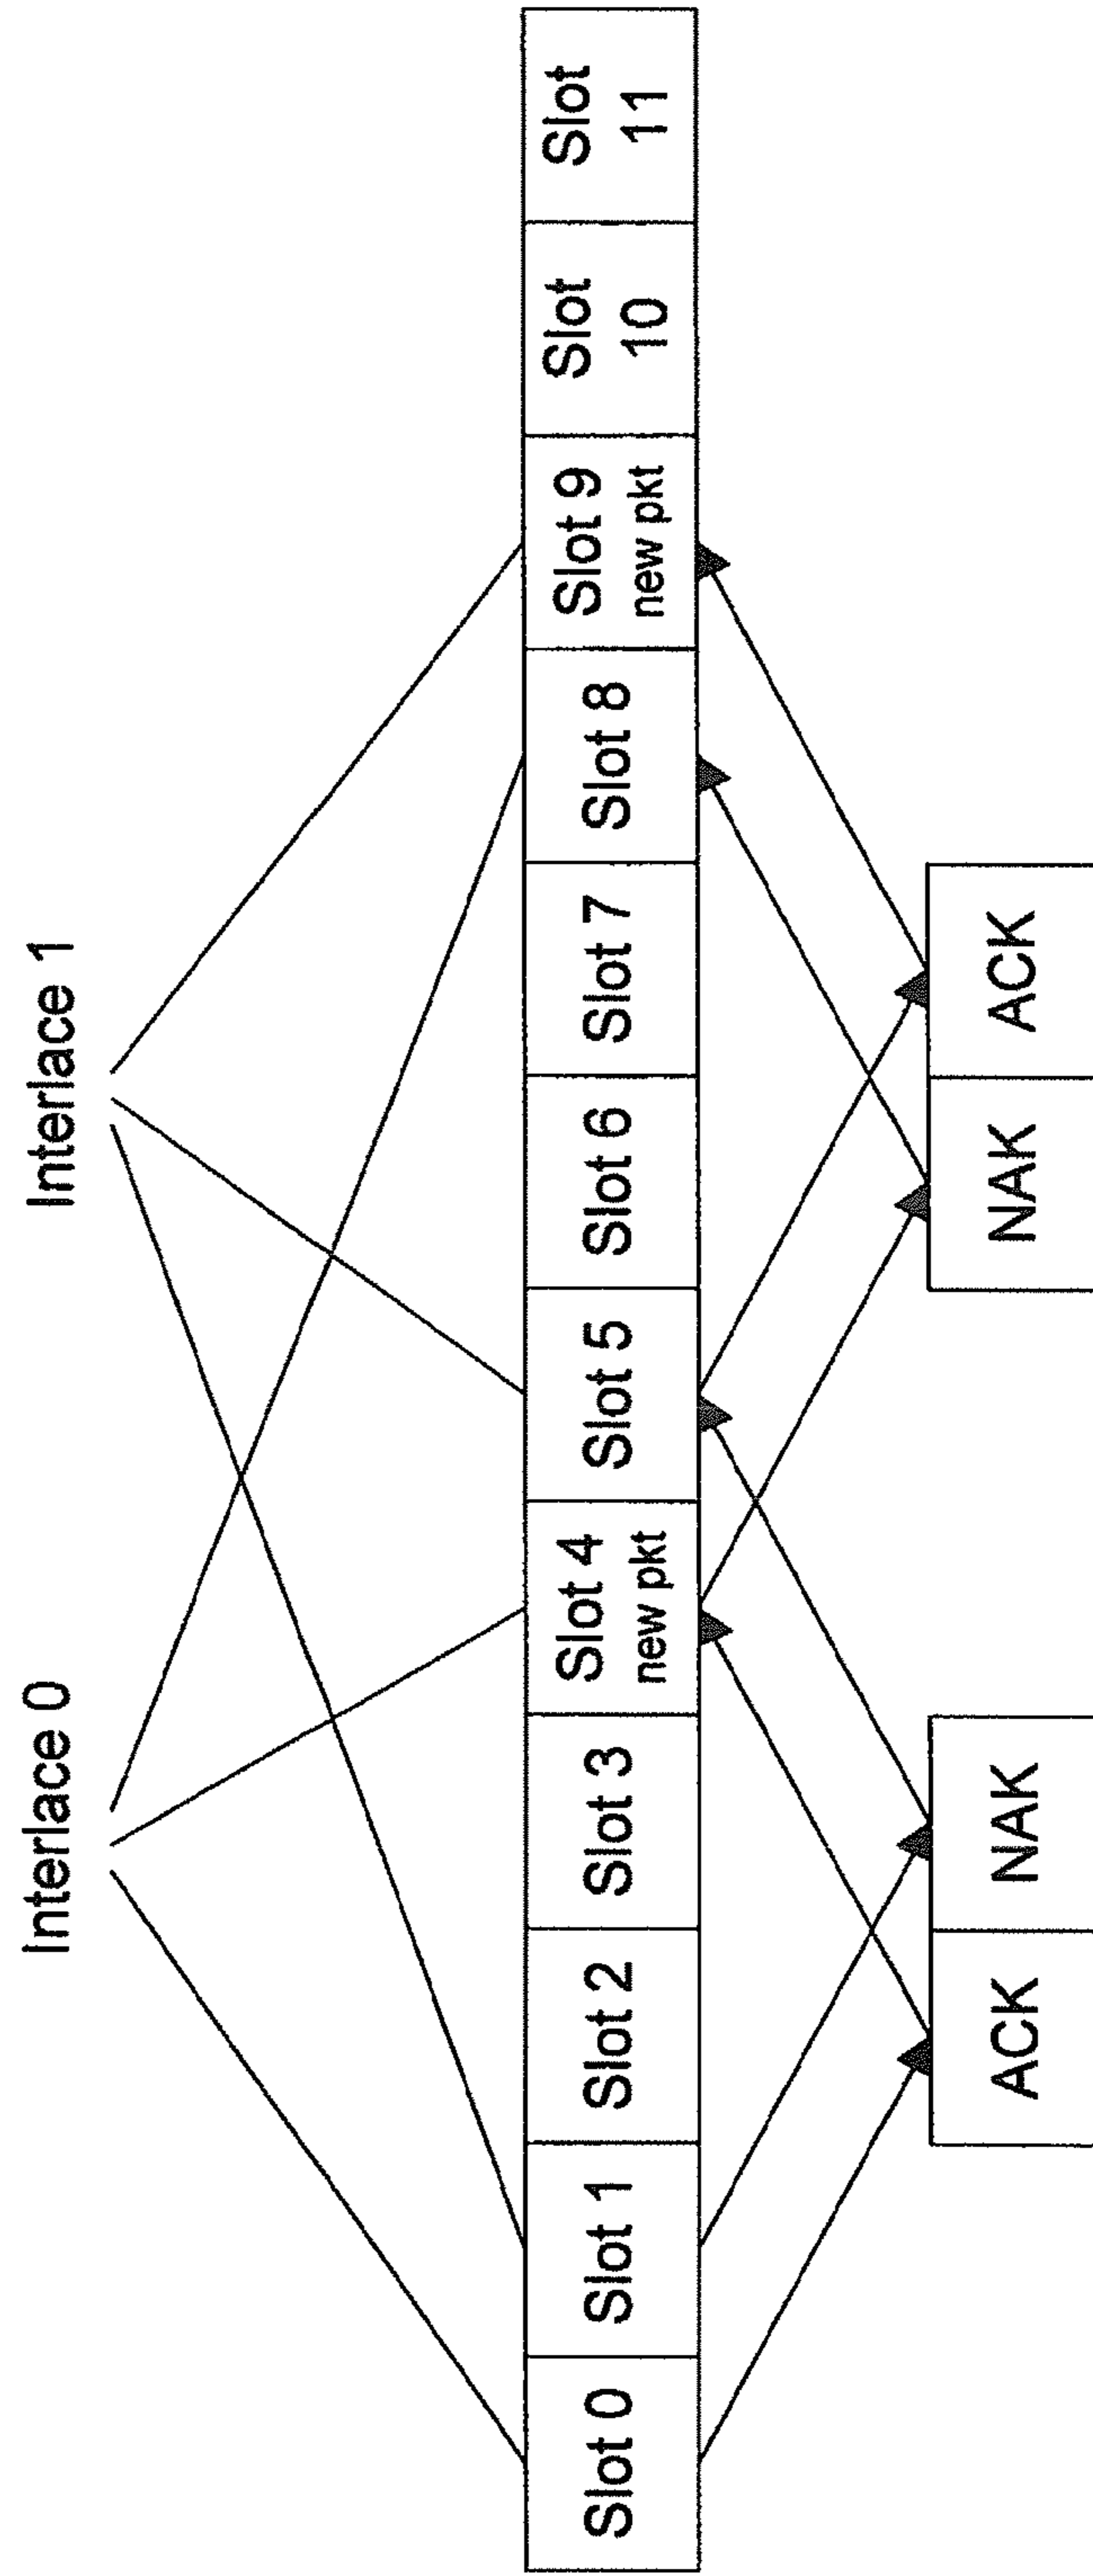 Interlace 0
Interlace 1
Slot 0
Slot 1
Slot 2
Slot 3
Slot 4
new pkt
Slot 5
Slot 6
Slot 7
Slot 8
Slot 9
new pkt
Slot
10
Slot
11
ACK
NAK
NAK
ACK